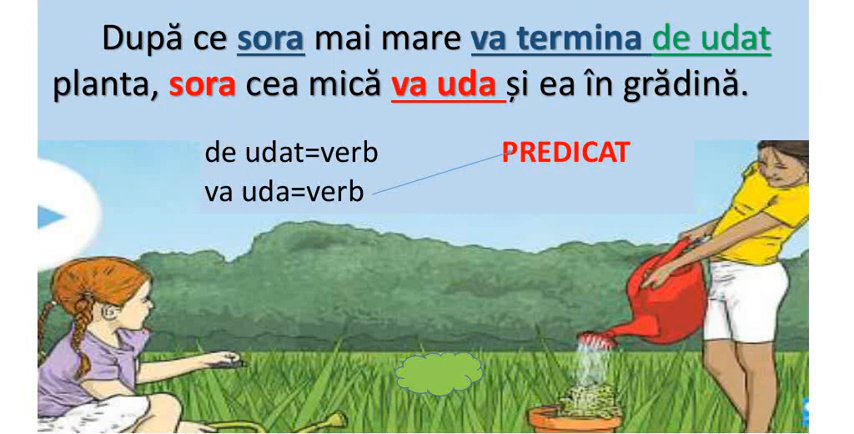 După ce sora mai mare va termina de udat
planta, sora cea mică va uda și ea în grădină.
de udat=verb PREDICAT
va uda=verb